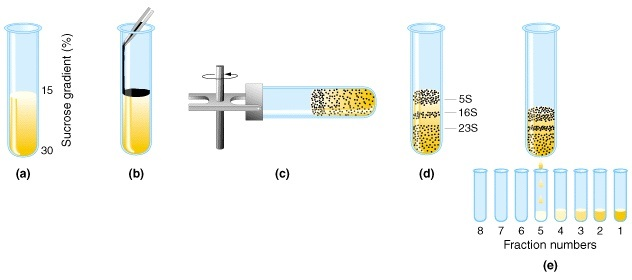 Sucrose gradient (%)
15
30
(a)
(b)
(c)
5S
16S
23S
(d)
8 7 6 5 4 3 2 1
Fraction numbers
(e)